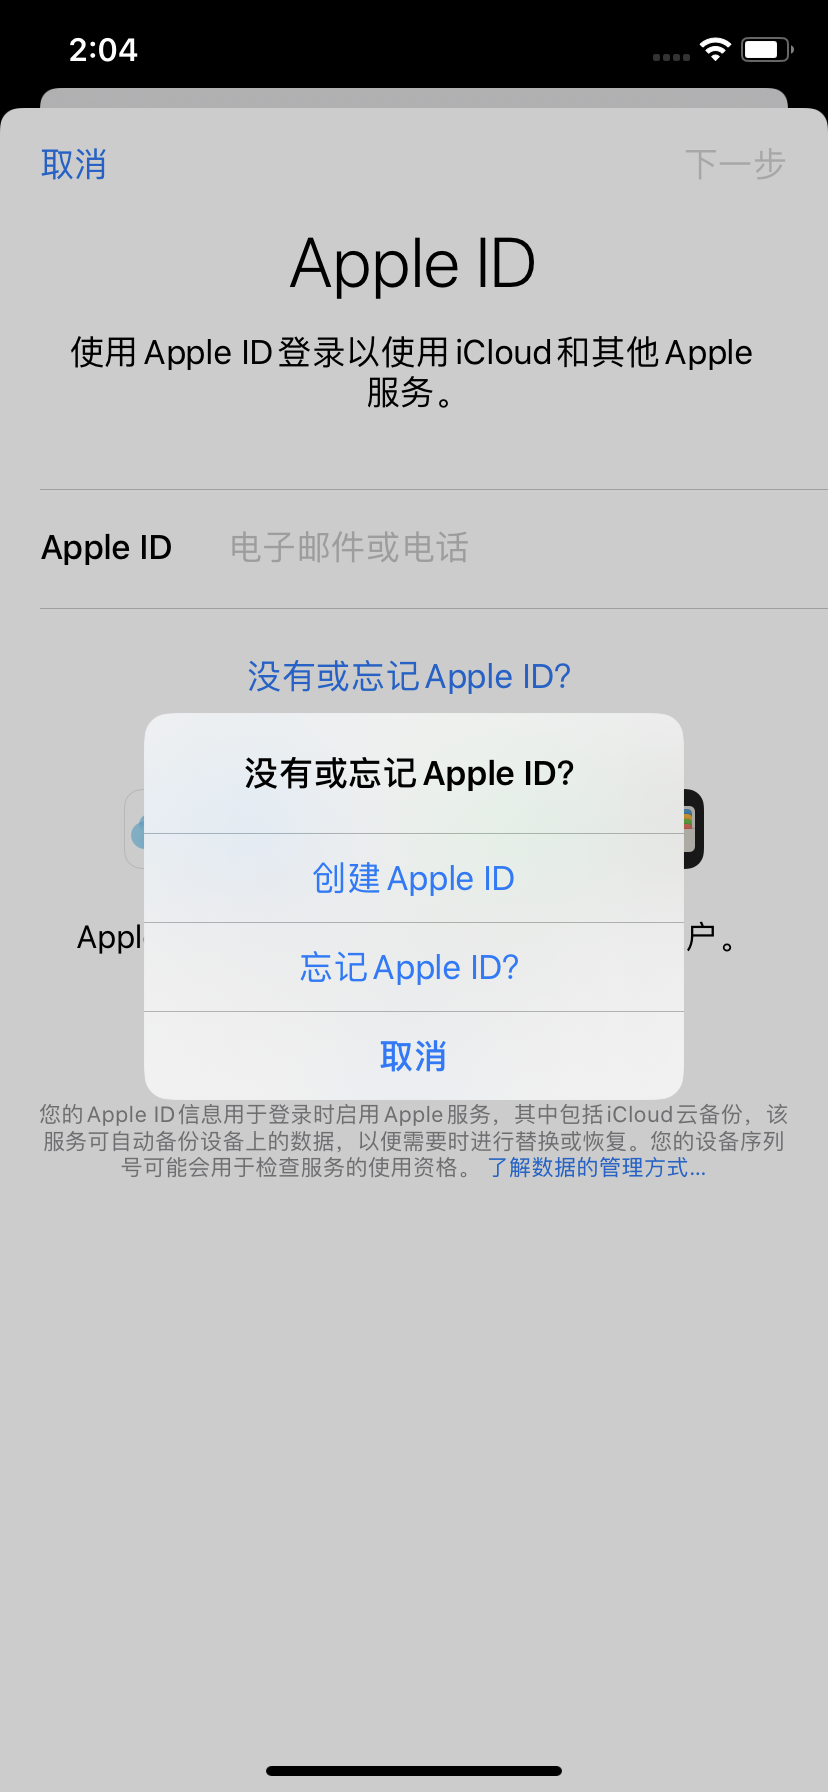 2:04
取消
下一步
Apple ID
使用 Apple ID 登录以使用 iCloud 和其他 Apple
服务。
Apple ID
电子邮件或电话
没有或忘记 Apple ID?
没有或忘记 Apple ID?
创建 Apple ID
忘记 Apple ID?
取消
户。
您的 Apple ID 信息用于登录时启用 Apple 服务，其中包括 iCloud 云备份，该
服务可自动备份设备上的数据，以便需要时进行替换或恢复。您的设备序列
号可能会用于检查服务的使用资格。 了解数据的管理方式...